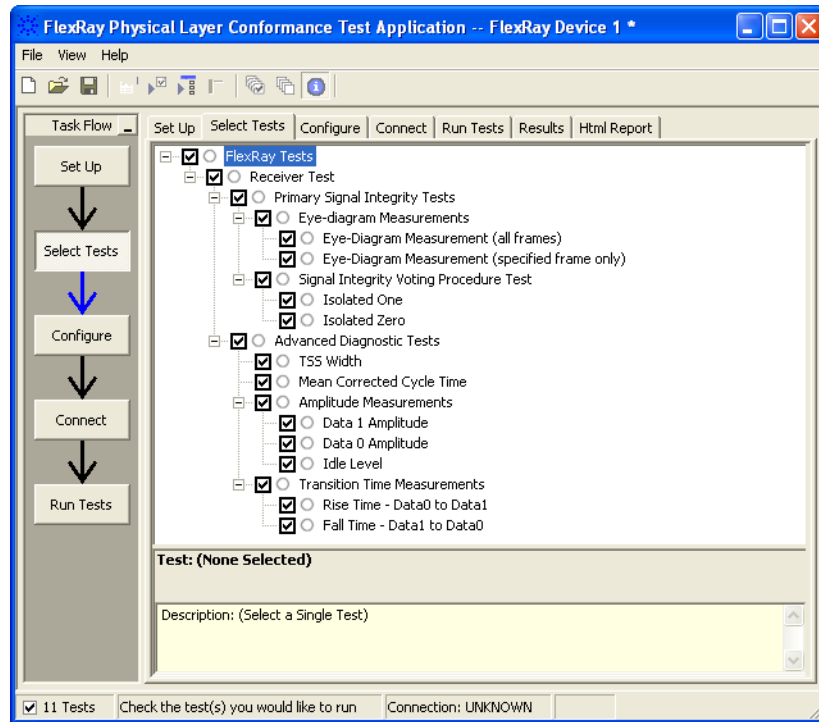 FlexRay Physical Layer Conformance Test Application -- FlexRay Device 1 *
File View Help
Task Flow
Set Up
Select Tests
Configure
Connect
Run Tests
Set Up Select Tests Configure Connect Run Tests Results Html Report
FlexRay Tests
Receiver Test
Primary Signal Integrity Tests
Eye-diagram Measurements
Eye-Diagram Measurement (all frames)
Eye-Diagram Measurement (specified frame only)
Signal Integrity Voting Procedure Test
Isolated One
Isolated Zero
Advanced Diagnostic Tests
TSS Width
Mean Corrected Cycle Time
Amplitude Measurements
Data 1 Amplitude
Data 0 Amplitude
Idle Level
Transition Time Measurements
Rise Time - Data0 to Data1
Fall Time - Data1 to Data0
Test: (None Selected)
Description: (Select a Single Test)
11 Tests Check the test(s) you would like to run Connection: UNKNOWN